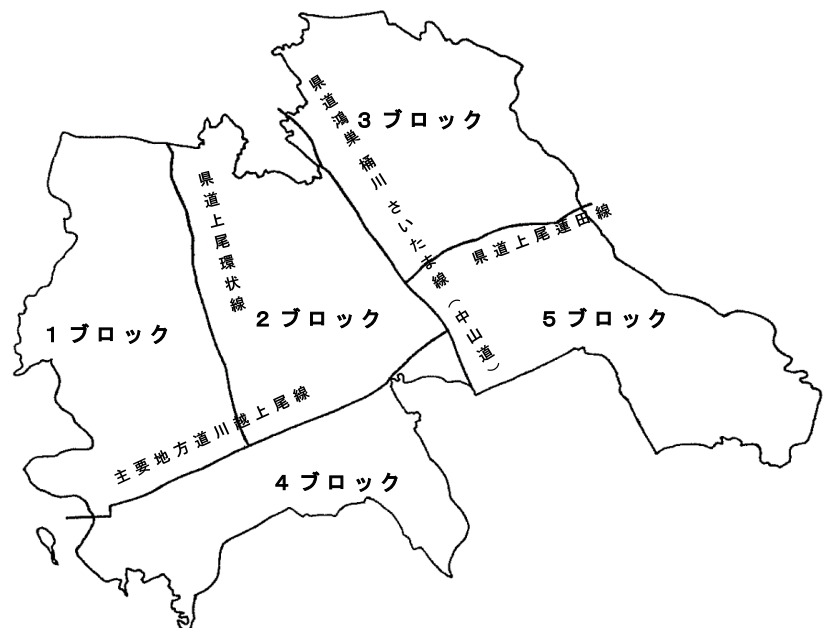 県道鴻巣桶川さいたま線（中山道）
3ブロック
県道上尾環状線
県道上尾蓮田線
1ブロック
2ブロック
5ブロック
主要地方道川越上尾線
4ブロック